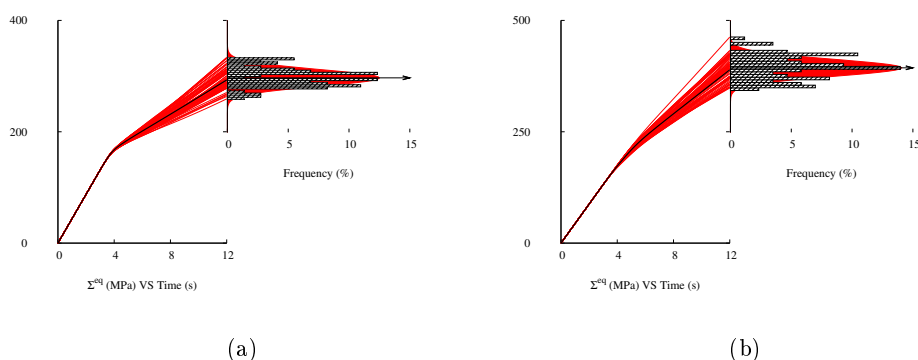 400
200
0
0 4 8 12
0 5 10 15
Frequency (%)
Σ^eq (MPa) VS Time (s)
(a)
500
250
0
0 4 8 12
0 5 10 15
Frequency (%)
Σ^eq (MPa) VS Time (s)
(b)